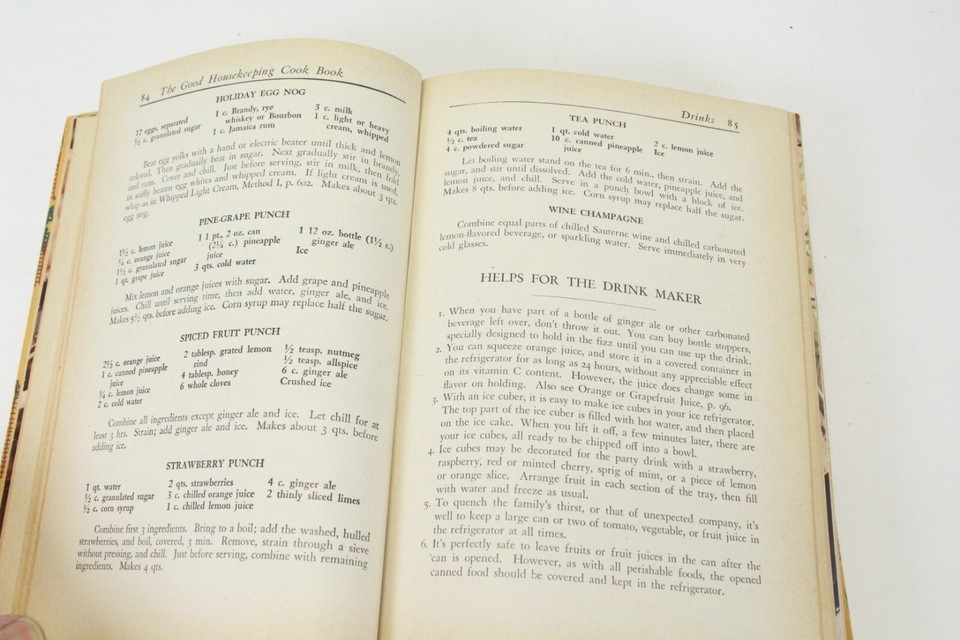 84 The Good Housekeeping Cook Book
HOLIDAY EGG NOG
12 eggs, separated
½ c. granulated sugar
1 c. Brandy, rye
whiskey or Bourbon
1 c. Jamaica rum
3 c. milk
1 c. light or heavy
cream, whipped
Beat egg yolks with a hand or electric beater until thick and lemon
colored. Then gradually beat in sugar. Next gradually stir in brandy,
and rum. Cover and chill. Just before serving, stir in milk, then fold
in stiffly beaten egg whites and whipped cream. If light cream is used,
whip as in Whipped Light Cream, Method I, p. 602. Makes about 3 qts.
egg nog.
PINE-GRAPE PUNCH
1½ c. lemon juice
¼ c. orange juice
1½ c. granulated sugar
1 qt. grape juice
1 1 pt., 2 oz. can
(2¼ c.) pineapple
juice
3 qts. cold water
1 12 oz. bottle (1½ c.)
ginger ale
Ice
Mix lemon and orange juices with sugar. Add grape and pineapple
juices. Chill until serving time, then add water, ginger ale, and ice.
Makes 5½ qts. before adding ice. Corn syrup may replace half the sugar.
SPICED FRUIT PUNCH
2½ c. orange juice
1 c. canned pineapple
juice
¾ c. lemon juice
2 c. cold water
2 tablesp. grated lemon
rind
4 tablesp. honey
6 whole cloves
½ teasp. nutmeg
½ teasp. allspice
6 c. ginger ale
Crushed ice
Combine all ingredients except ginger ale and ice. Let chill for at
least 3 hrs. Strain; add ginger ale and ice. Makes about 3 qts. before
adding ice.
STRAWBERRY PUNCH
1 qt. water
½ c. granulated sugar
½ c. corn syrup
2 qts. strawberries
3 c. chilled orange juice
1 c. chilled lemon juice
4 c. ginger ale
2 thinly sliced limes
Combine first 3 ingredients. Bring to a boil; add the washed, hulled
strawberries, and boil, covered, 3 min. Remove, strain through a sieve
without pressing, and chill. Just before serving, combine with remaining
ingredients. Makes 4 qts.
Drinks 85
TEA PUNCH
4 qts. boiling water
½ c. tea
4 c. powdered sugar
1 qt. cold water
10 c. canned pineapple
juice
2 c. lemon juice
Ice
Let boiling water stand on the tea for 6 min., then strain. Add the
sugar, and stir until dissolved. Add the cold water, pineapple juice, and
lemon juice, and chill. Serve in a punch bowl with a block of ice.
Makes 8 qts. before adding ice. Corn syrup may replace half the sugar.
WINE CHAMPAGNE
Combine equal parts of chilled Sauterne wine and chilled carbonated
lemon-flavored beverage, or sparkling water. Serve immediately in very
cold glasses.
HELPS FOR THE DRINK MAKER
1. When you have part of a bottle of ginger ale or other carbonated
beverage left over, don't throw it out. You can buy bottle stoppers,
specially designed to hold in the fizz until you can use up the drink.
2. You can squeeze orange juice, and store it in a covered container in
the refrigerator for as long as 24 hours, without any appreciable effect
on its vitamin C content. However, the juice does change some in
flavor on holding. Also see Orange or Grapefruit Juice, p. 96.
3. With an ice cuber, it is easy to make ice cubes in your ice refrigerator.
The top part of the ice cuber is filled with hot water, and then placed
on the ice cake. When you lift it off, a few minutes later, there are
your ice cubes, all ready to be chipped off into a bowl.
4. Ice cubes may be decorated for the party drink with a strawberry,
raspberry, red or minted cherry, sprig of mint, or a piece of lemon
or orange slice. Arrange fruit in each section of the tray, then fill
with water and freeze as usual.
5. To quench the family's thirst, or that of unexpected company, it's
well to keep a large can or two of tomato, vegetable, or fruit juice in
the refrigerator at all times.
6. It's perfectly safe to leave fruits or fruit juices in the can after the
can is opened. However, as with all perishable foods, the opened
canned food should be covered and kept in the refrigerator.